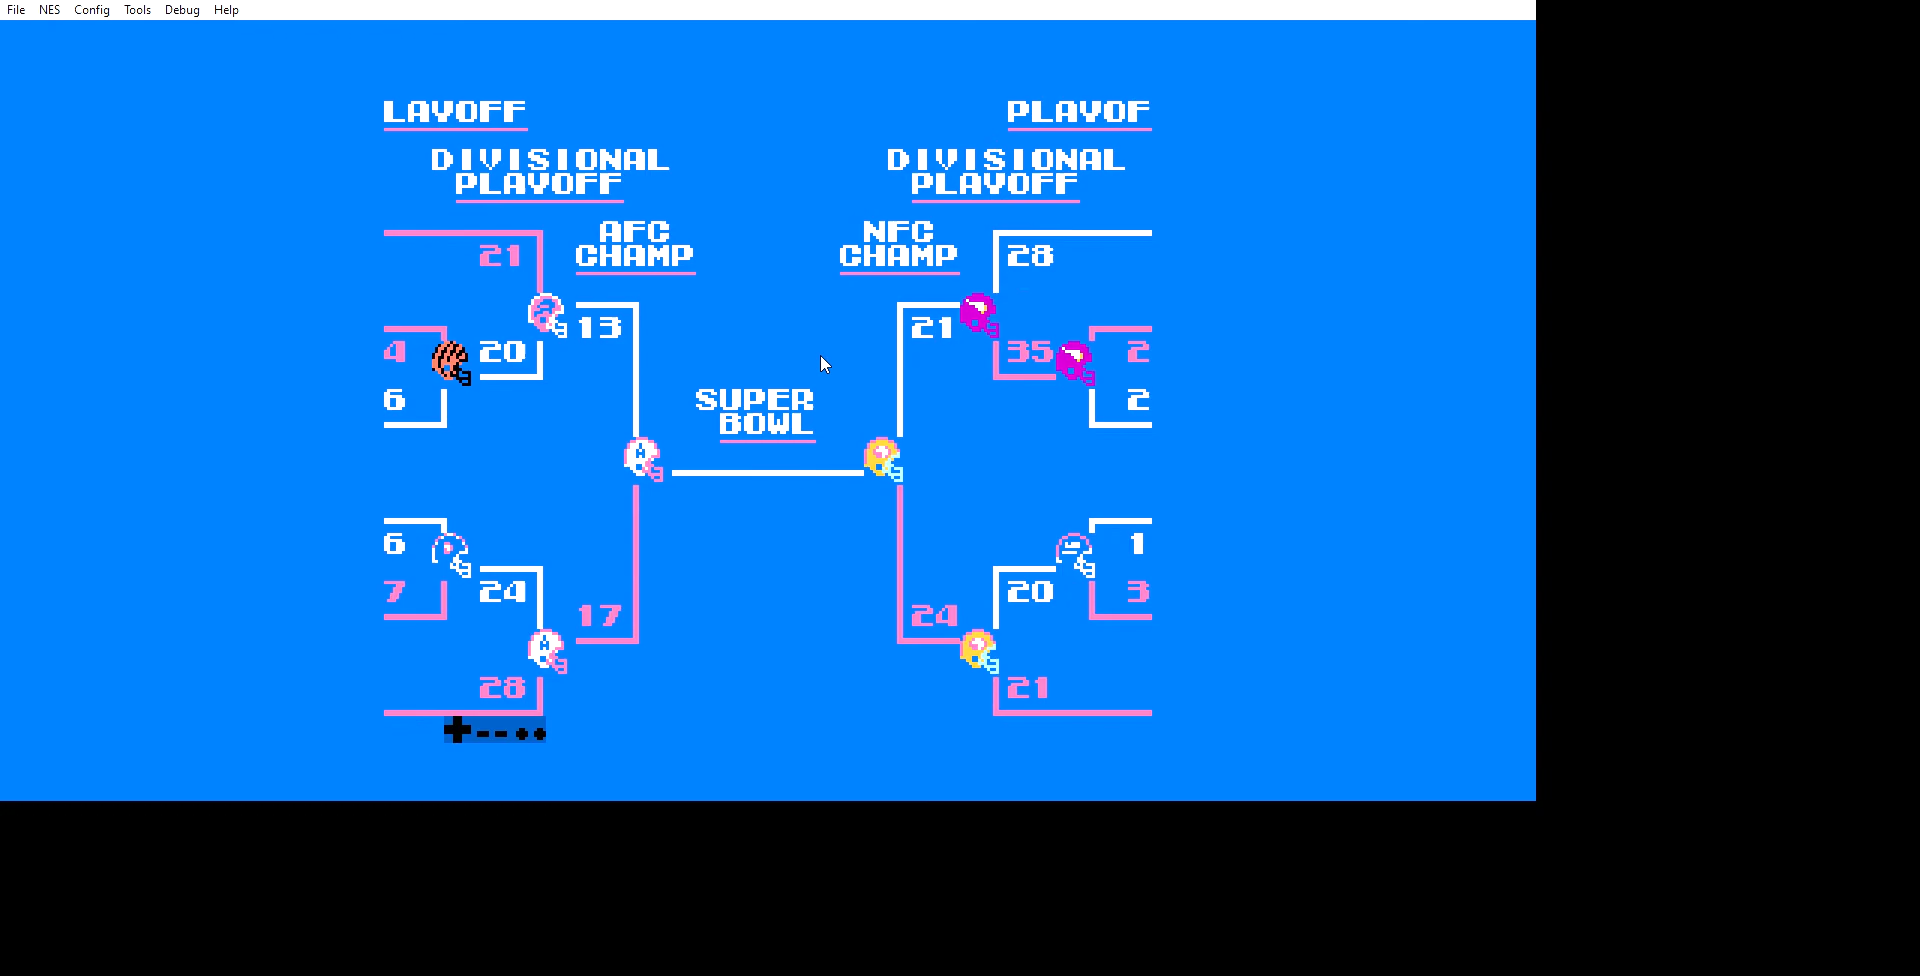 File NES Config Tools Debug Help
LAYOFF PLAYOF
DIVISIONAL DIVISIONAL
PLAYOFF PLAYOFF
AFC NFC
CHAMP CHAMP
21 28
13 21
4 20 35 2
6 2
SUPER
BOWL
6 1
7 24 20 3
17 24
28 21